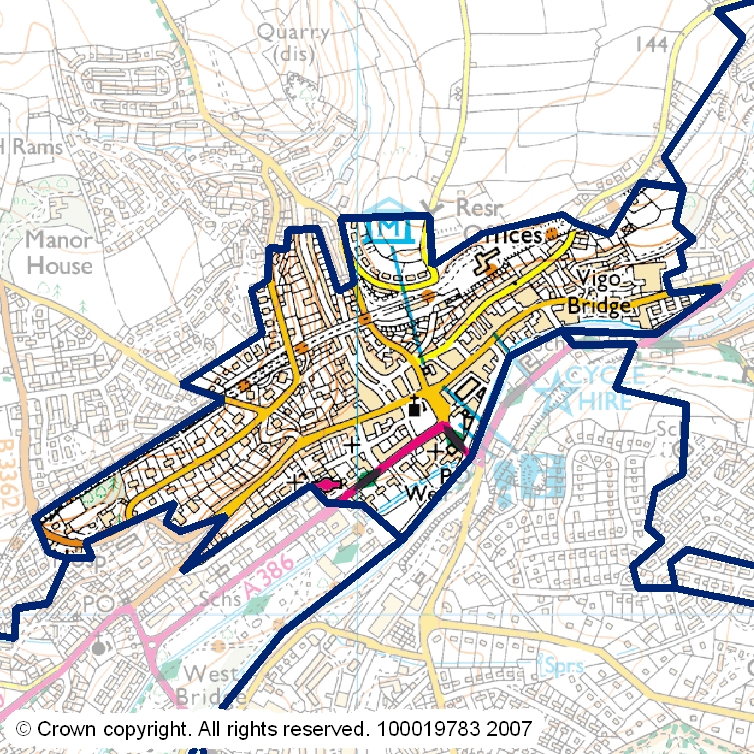 Quarry
(dis)
144
Rams
Resr
Manor
House
Offices
Vigo
Bridge
CYCLE
HIRE
M
B 3362
Sch
We
A 386
PO
Schs
West
Bridge
Sprs
© Crown copyright. All rights reserved. 100019783 2007